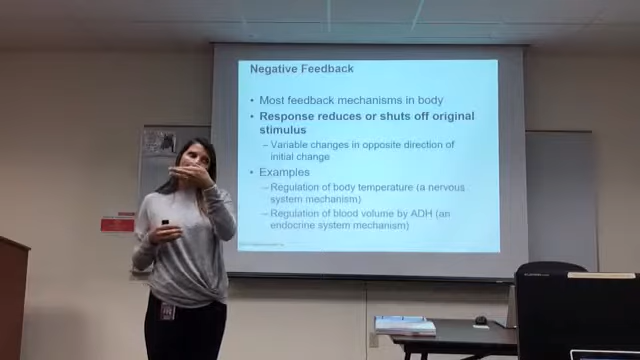 Negative Feedback
• Most feedback mechanisms in body
• Response reduces or shuts off original
stimulus
– Variable changes in opposite direction of
initial change
• Examples
– Regulation of body temperature (a nervous
system mechanism)
– Regulation of blood volume by ADH (an
endocrine system mechanism)